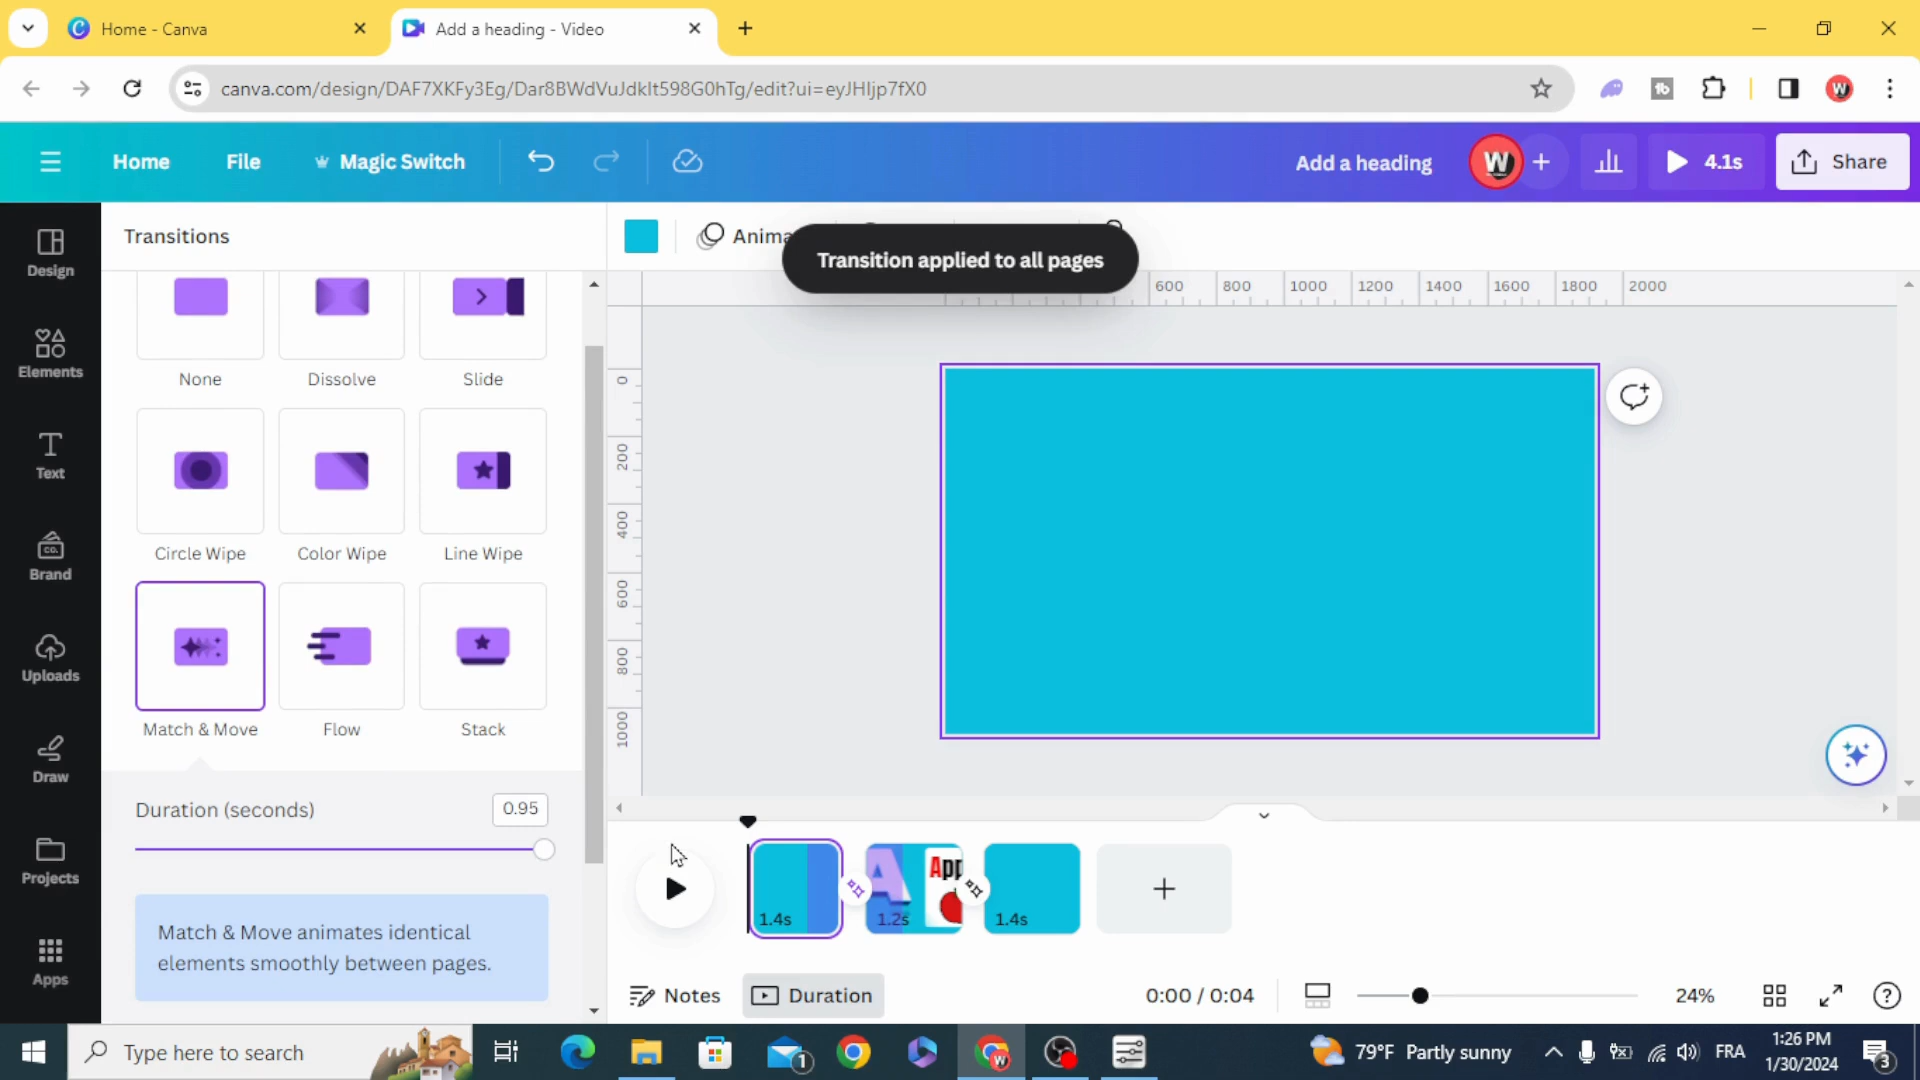 Home - Canva
Add a heading - Video
canva.com/design/DAF7XKFy3Eg/Dar8BWdVuJdkIt598G0hTg/edit?ui=eyJHIjp7fX0
Home
File
Magic Switch
Add a heading
W
4.1s
Share
Design
Elements
Text
Brand
Uploads
Draw
Projects
Apps
Transitions
None
Dissolve
Slide
Circle Wipe
Color Wipe
Line Wipe
Match & Move
Flow
Stack
Duration (seconds)
0.95
Match & Move animates identical
elements smoothly between pages.
Transition applied to all pages
600 800 1000 1200 1400 1600 1800 2000
0
200
400
600
800
1000
1.4s
A
App
1.2s
1.4s
Notes
Duration
0:00 / 0:04
24%
Type here to search
1
79°F Partly sunny
FRA
1:26 PM
1/30/2024
3